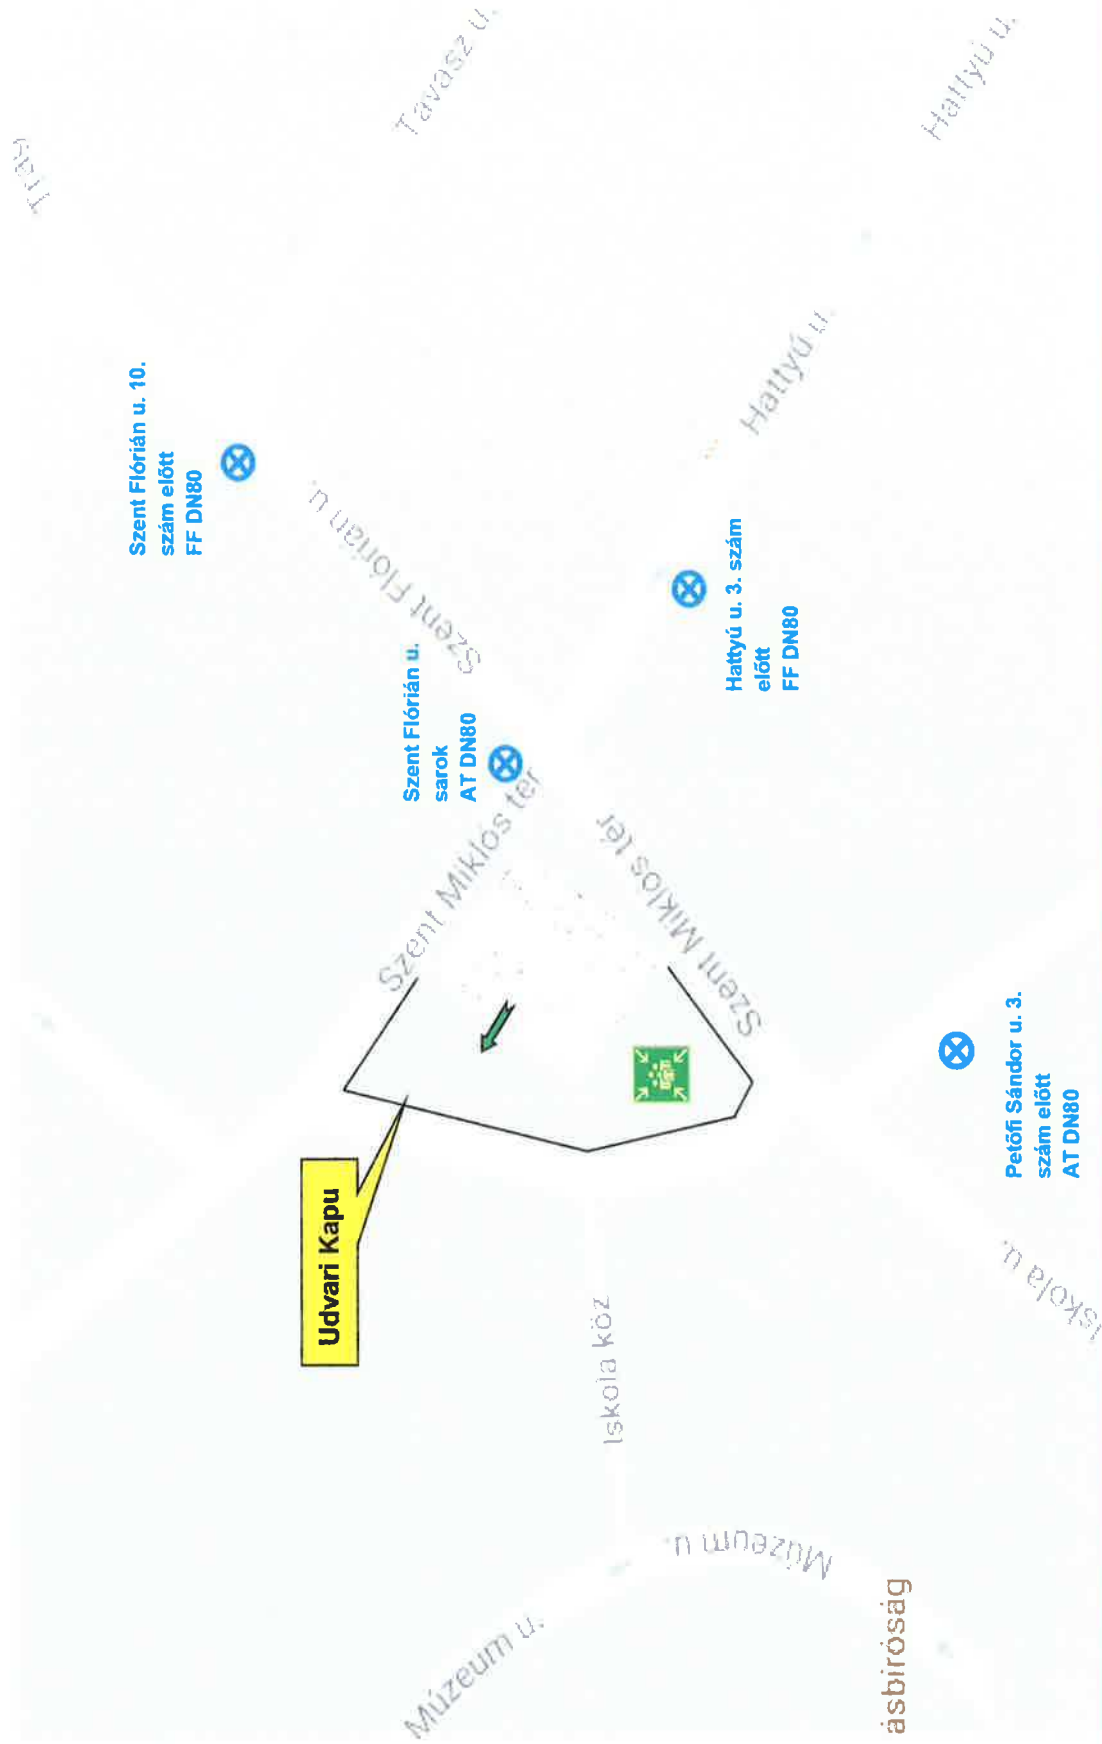 Múzeum u.
Múzeum u.
Iskola köz
Udvari Kapu
Szent Miklós tér
Szent Flórián u.
sarok
AT DN80
Szent Flórián u.
Szent Flórián u. 10.
szám előtt
FF DN80
Tavasz u.
Szent Miklós tér
Hattyú u. 3. szám
előtt
FF DN80
Hattyú u.
Hattyú u.
Petőfi Sándor u. 3.
szám előtt
AT DN80
Iskola u.
ásbíróság